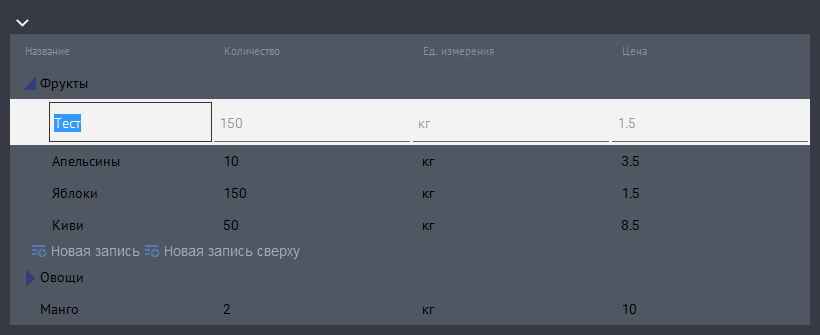 Название Количество Ед. измерения Цена
Фрукты
Тест 150 кг 1.5
Апельсины 10 кг 3.5
Яблоки 150 кг 1.5
Киви 50 кг 8.5
Новая запись Новая запись сверху
Овощи
Манго 2 кг 10